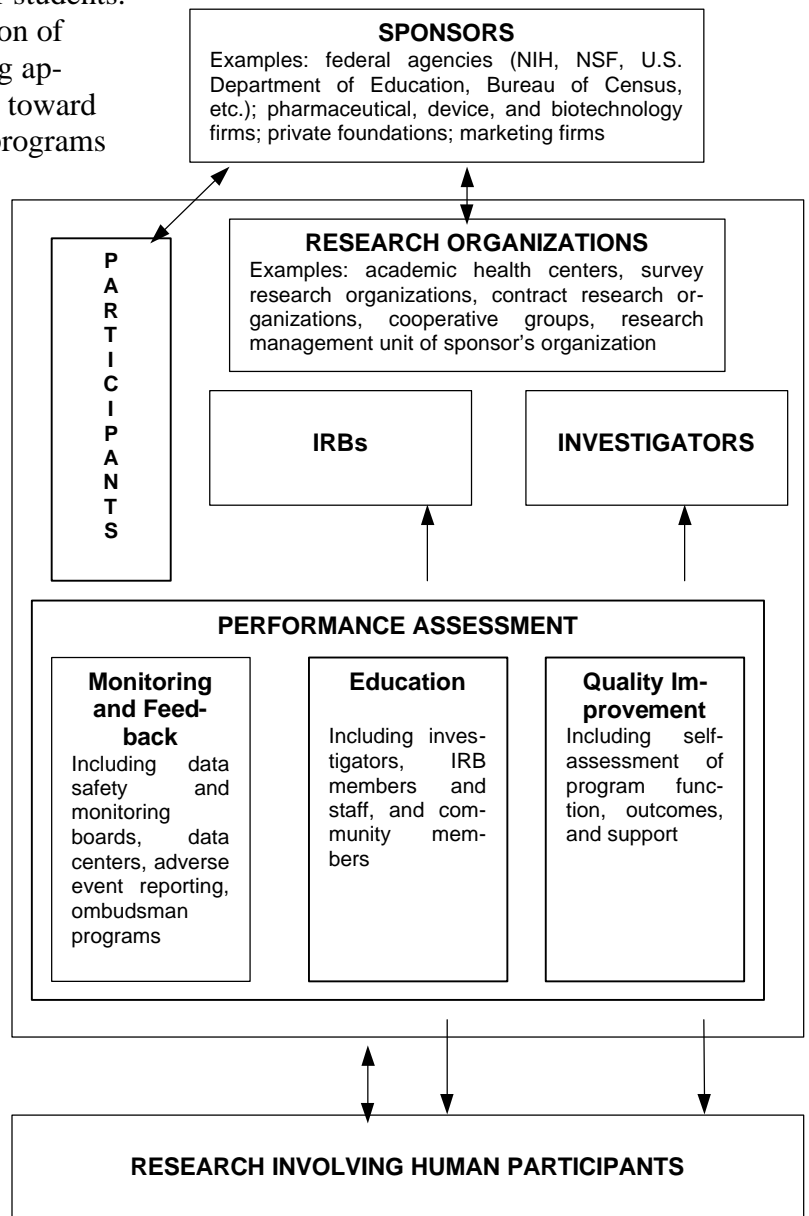 students.
ion of
g ap-
toward
programs
SPONSORS
Examples: federal agencies (NIH, NSF, U.S.
Department of Education, Bureau of Census,
etc.); pharmaceutical, device, and biotechnology
firms; private foundations; marketing firms
RESEARCH ORGANIZATIONS
Examples: academic health centers, survey
research organizations, contract research or-
ganizations, cooperative groups, research
management unit of sponsor’s organization
P
A
R
T
I
C
I
P
A
N
T
S
IRBs
INVESTIGATORS
PERFORMANCE ASSESSMENT
Monitoring
and Feed-
back
Including data
safety and
monitoring
boards, data
centers, adverse
event reporting,
ombudsman
programs
Education
Including inves-
tigators, IRB
members and
staff, and com-
munity mem-
bers
Quality Im-
provement
Including self-
assessment of
program func-
tion, outcomes,
and support
RESEARCH INVOLVING HUMAN PARTICIPANTS